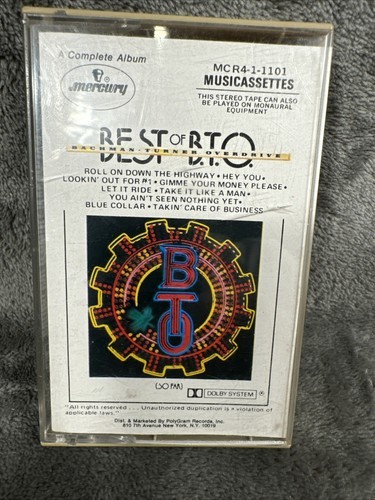 A Complete Album
mercury
MCR4-1-1101
MUSICASSETTES
THIS STEREO TAPE CAN ALSO
BE PLAYED ON MONAURAL
EQUIPMENT
BEST OF B.T.O.
BACHMAN-TURNER OVERDRIVE
ROLL ON DOWN THE HIGHWAY • HEY YOU •
LOOKIN' OUT FOR #1 • GIMME YOUR MONEY PLEASE •
LET IT RIDE • TAKE IT LIKE A MAN •
YOU AIN'T SEEN NOTHING YET •
BLUE COLLAR • TAKIN' CARE OF BUSINESS
BTO
(SO FAR)
DOLBY SYSTEM ®
"All rights reserved . . . Unauthorized duplication is a violation of
applicable laws."
Dist. & Marketed By PolyGram Records, Inc.
810 7th Avenue New York, N.Y. 10019